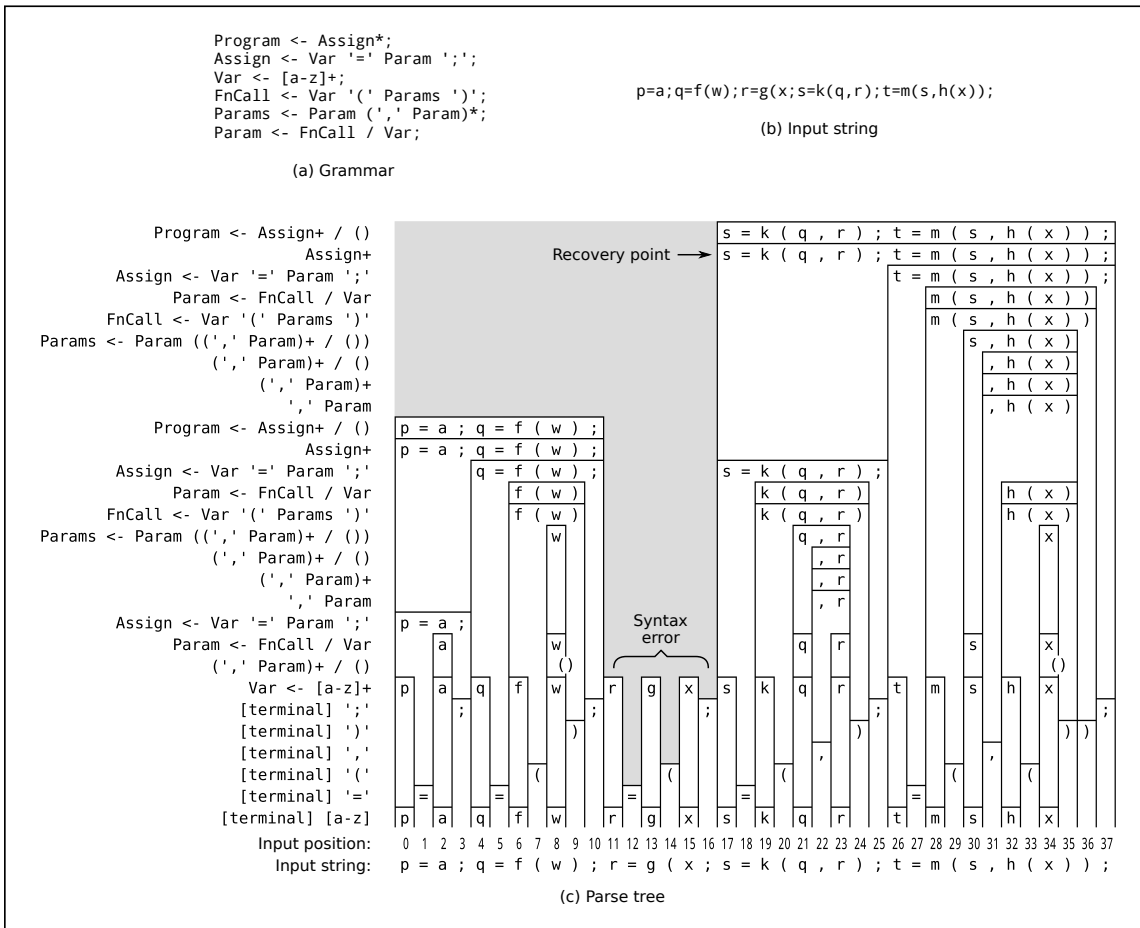 Program <- Assign*;
Assign <- Var '=' Param ';';
Var <- [a-z]+;
FnCall <- Var '(' Params ')';
Params <- Param (',' Param)*;
Param <- FnCall / Var;
(a) Grammar
p=a;q=f(w);r=g(x;s=k(q,r);t=m(s,h(x));
(b) Input string
Program <- Assign+ / () s = k ( q , r ) ; t = m ( s , h ( x ) ) ;
Assign+ Recovery point s = k ( q , r ) ; t = m ( s , h ( x ) ) ;
Assign <- Var '=' Param ';' t = m ( s , h ( x ) ) ;
Param <- FnCall / Var m ( s , h ( x ) )
FnCall <- Var '(' Params ')' m ( s , h ( x ) )
Params <- Param ((',' Param)+ / ()) s , h ( x )
(',' Param)+ / () , h ( x )
(',' Param)+ , h ( x )
',' Param , h ( x )
Program <- Assign+ / () p = a ; q = f ( w ) ;
Assign+ p = a ; q = f ( w ) ;
Assign <- Var '=' Param ';' q = f ( w ) ; s = k ( q , r ) ;
Param <- FnCall / Var f ( w ) k ( q , r ) h ( x )
FnCall <- Var '(' Params ')' f ( w ) k ( q , r ) h ( x )
Params <- Param ((',' Param)+ / ()) w q , r x
(',' Param)+ / () , r
(',' Param)+ , r
',' Param , r
Assign <- Var '=' Param ';' p = a ;
Syntax
error
Param <- FnCall / Var a w q r s x
(',' Param)+ / () () ()
Var <- [a-z]+ p a q f w r g x s k q r t m s h x
[terminal] ';' ; ; ; ; ;
[terminal] ')' ) ) ) )
[terminal] ',' , ,
[terminal] '(' ( ( ( ( (
[terminal] '=' = = = = =
[terminal] [a-z] p a q f w r g x s k q r t m s h x
Input position: 0 1 2 3 4 5 6 7 8 9 10 11 12 13 14 15 16 17 18 19 20 21 22 23 24 25 26 27 28 29 30 31 32 33 34 35 36 37
Input string: p = a ; q = f ( w ) ; r = g ( x ; s = k ( q , r ) ; t = m ( s , h ( x ) ) ;
(c) Parse tree